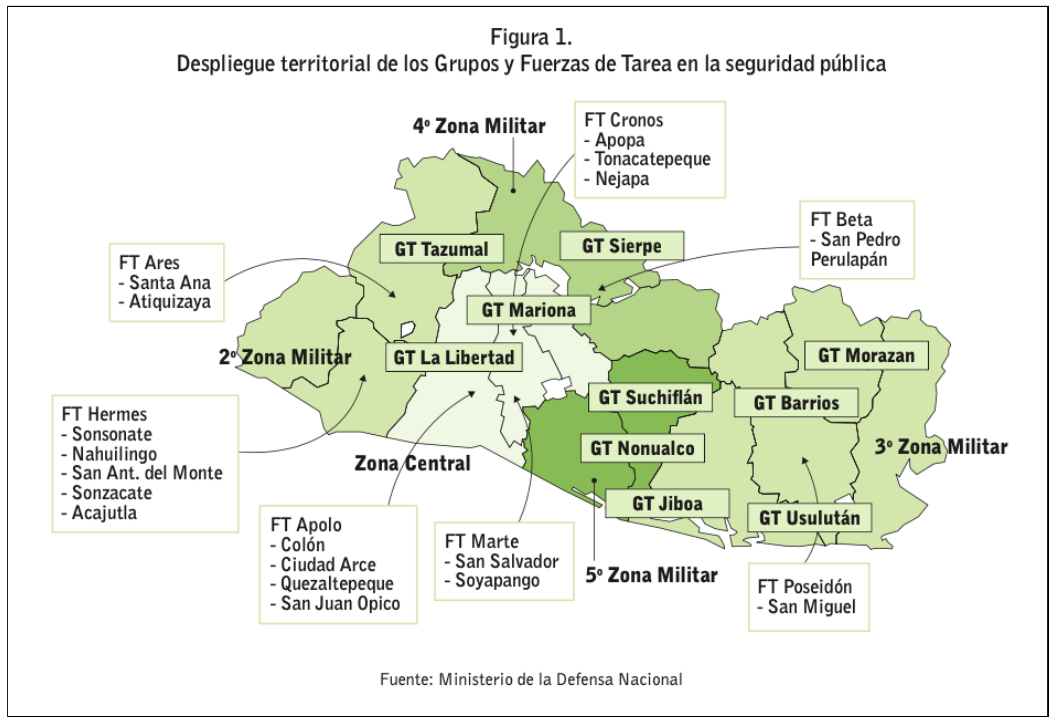 Figura 1.
Despliegue territorial de los Grupos y Fuerzas de Tarea en la seguridad pública
4º Zona Militar
FT Cronos
- Apopa
- Tonacatepeque
- Nejapa
FT Beta
- San Pedro
Perulapán
GT Tazumal
GT Sierpe
FT Ares
- Santa Ana
- Atiquizaya
GT Mariona
2º Zona Militar
GT La Libertad
GT Morazan
GT Suchiflán
GT Barrios
FT Hermes
- Sonsonate
- Nahuilingo
- San Ant. del Monte
- Sonzacate
- Acajutla
Zona Central
GT Nonualco
3º Zona Militar
GT Jiboa
GT Usulután
FT Apolo
- Colón
- Ciudad Arce
- Quezaltepeque
- San Juan Opico
FT Marte
- San Salvador
- Soyapango
5º Zona Militar
FT Poseidón
- San Miguel
Fuente: Ministerio de la Defensa Nacional